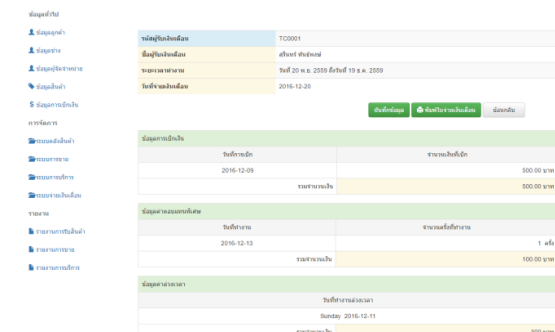 ข้อมูลทั่วไป
ข้อมูลลูกค้า
ข้อมูลช่าง
ข้อมูลผู้จัดจำหน่าย
ข้อมูลสินค้า
$ ข้อมูลการเบิกเงิน
การจัดการ
ระบบคลังสินค้า
ระบบการขาย
ระบบการบริการ
ระบบจ่ายเงินเดือน
รายงาน
รายงานการรับสินค้า
รายงานการขาย
รายงานการบริการ
รหัสผู้รับเงินเดือน TC0001
ชื่อผู้รับเงินเดือน
ระยะเวลาทำงาน วันที่ 20 พ.ย. 2559 ถึงวันที่ 19 ธ.ค. 2559
วันที่จ่ายเงินเดือน 2016-12-20
บันทึกข้อมูล พิมพ์ใบจ่ายเงินเดือน ย้อนกลับ
ข้อมูลการเบิกเงิน
วันที่การเบิก จำนวนเงินที่เบิก
2016-12-09 500.00 บาท
รวมจำนวนเงิน 500.00 บาท
ข้อมูลค่าตอบแทนพิเศษ
วันที่ทำงาน จำนวนครั้งที่ทำงาน
2016-12-13 1 ครั้ง
รวมจำนวนเงิน 100.00 บาท
ข้อมูลค่าล่วงเวลา
วันที่ทำงานล่วงเวลา
Sunday 2016-12-11